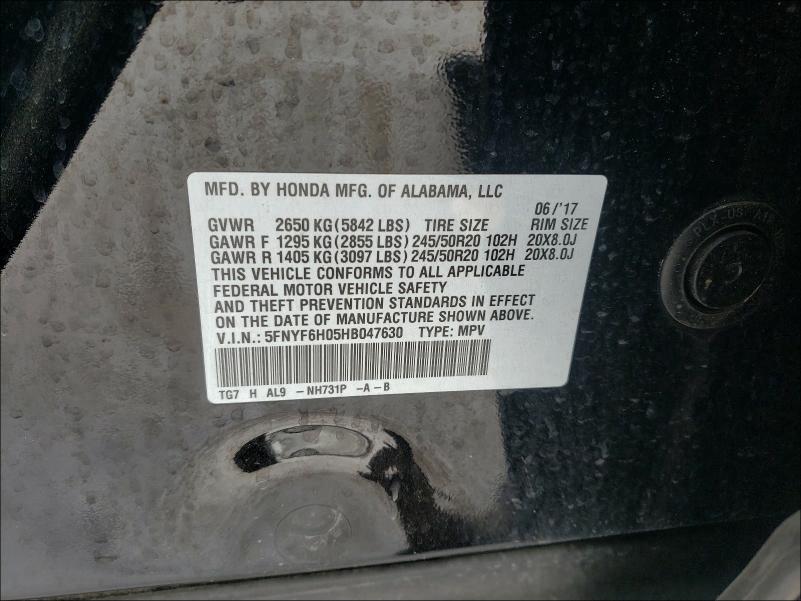 MFD. BY HONDA MFG. OF ALABAMA, LLC
06/'17
GVWR 2650 KG(5842 LBS) TIRE SIZE RIM SIZE
GAWR F 1295 KG(2855 LBS) 245/50R20 102H 20X8.0J
GAWR R 1405 KG(3097 LBS) 245/50R20 102H 20X8.0J
THIS VEHICLE CONFORMS TO ALL APPLICABLE
FEDERAL MOTOR VEHICLE SAFETY
AND THEFT PREVENTION STANDARDS IN EFFECT
ON THE DATE OF MANUFACTURE SHOWN ABOVE.
V.I.N.: 5FNYF6H05HB047630 TYPE: MPV
TG7 H AL9 -NH731P -A-B